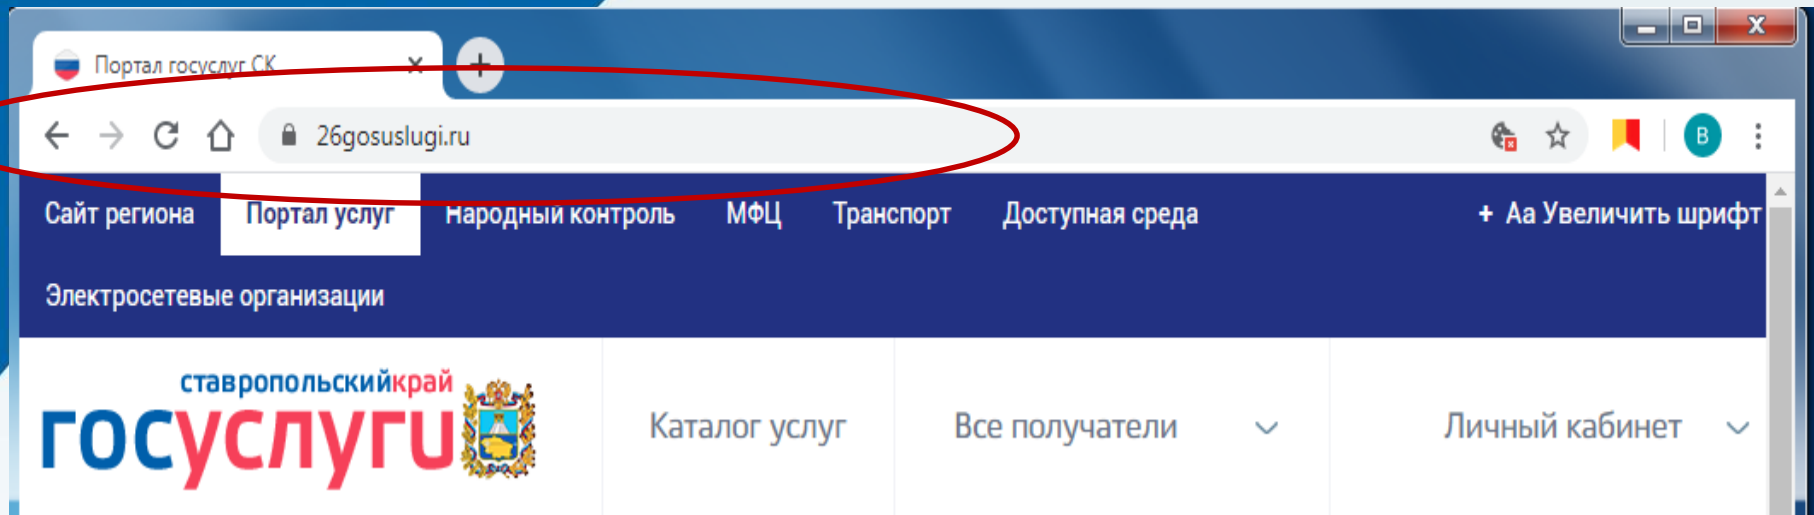 Портал госуслуг СК
26gosuslugi.ru
В
Сайт региона Портал услуг Народный контроль МФЦ Транспорт Доступная среда + Аа Увеличить шрифт
Электросетевые организации
ставропольскийкрай
госуслуги
Каталог услуг Все получатели Личный кабинет